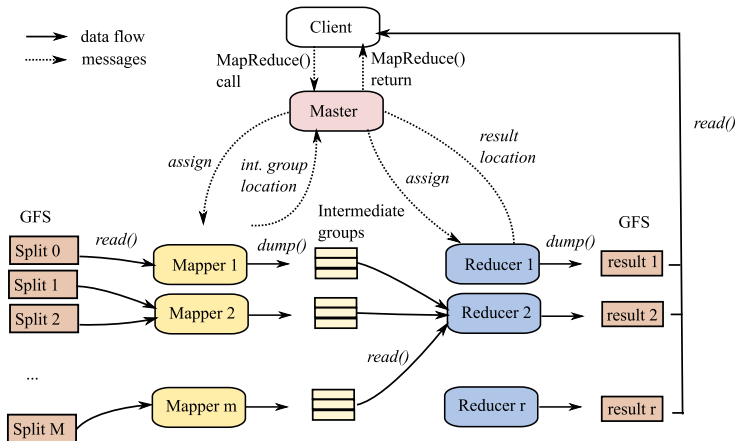 Client
data flow
messages
MapReduce()
call
MapReduce()
return
Master
read()
assign
int. group
location
assign
result
location
GFS
Intermediate
groups
GFS
Split 0
read()
Mapper 1
dump()
Reducer 1
dump()
result 1
Split 1
Split 2
Mapper 2
Reducer 2
result 2
read()
...
Split M
Mapper m
Reducer r
result r